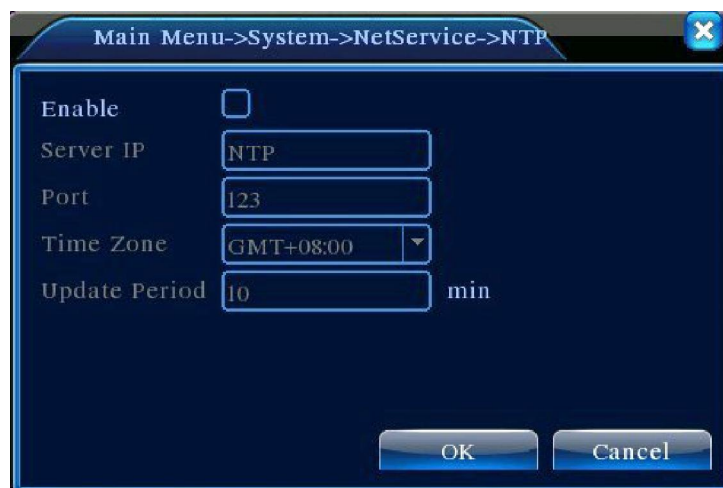 Main Menu->System->NetService->NTP
Enable
Server IP NTP
Port 123
Time Zone GMT+08:00
Update Period 10 min
OK Cancel